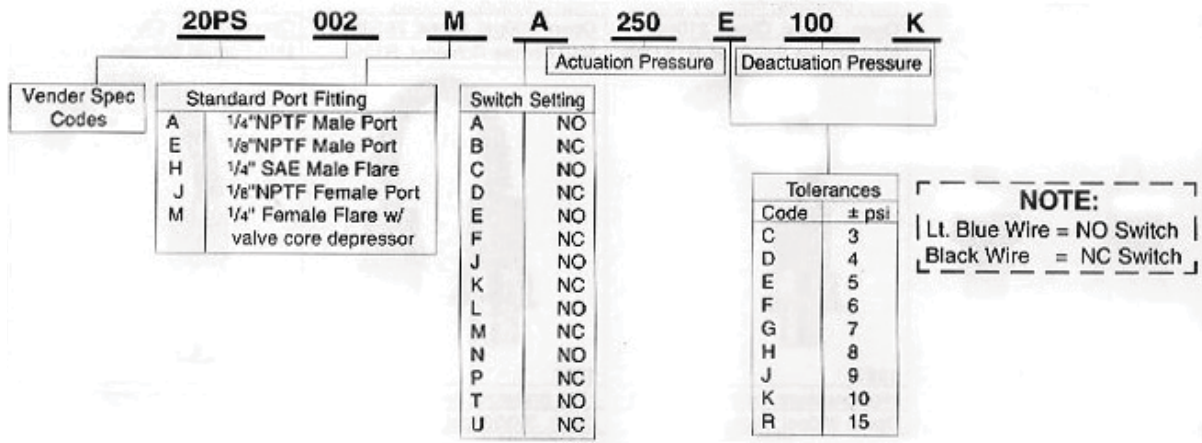 20PS 002 M A 250 E 100 K
Actuation Pressure
Deactuation Pressure
Vender Spec
Codes
Standard Port Fitting
A 1/4"NPTF Male Port
E 1/8"NPTF Male Port
H 1/4" SAE Male Flare
J 1/8"NPTF Female Port
M 1/4" Female Flare w/
valve core depressor
Switch Setting
A NO
B NC
C NO
D NC
E NO
F NC
J NO
K NC
L NO
M NC
N NO
P NC
T NO
U NC
Tolerances
Code ± psi
C 3
D 4
E 5
F 6
G 7
H 8
J 9
K 10
R 15
NOTE:
Lt. Blue Wire = NO Switch
Black Wire = NC Switch